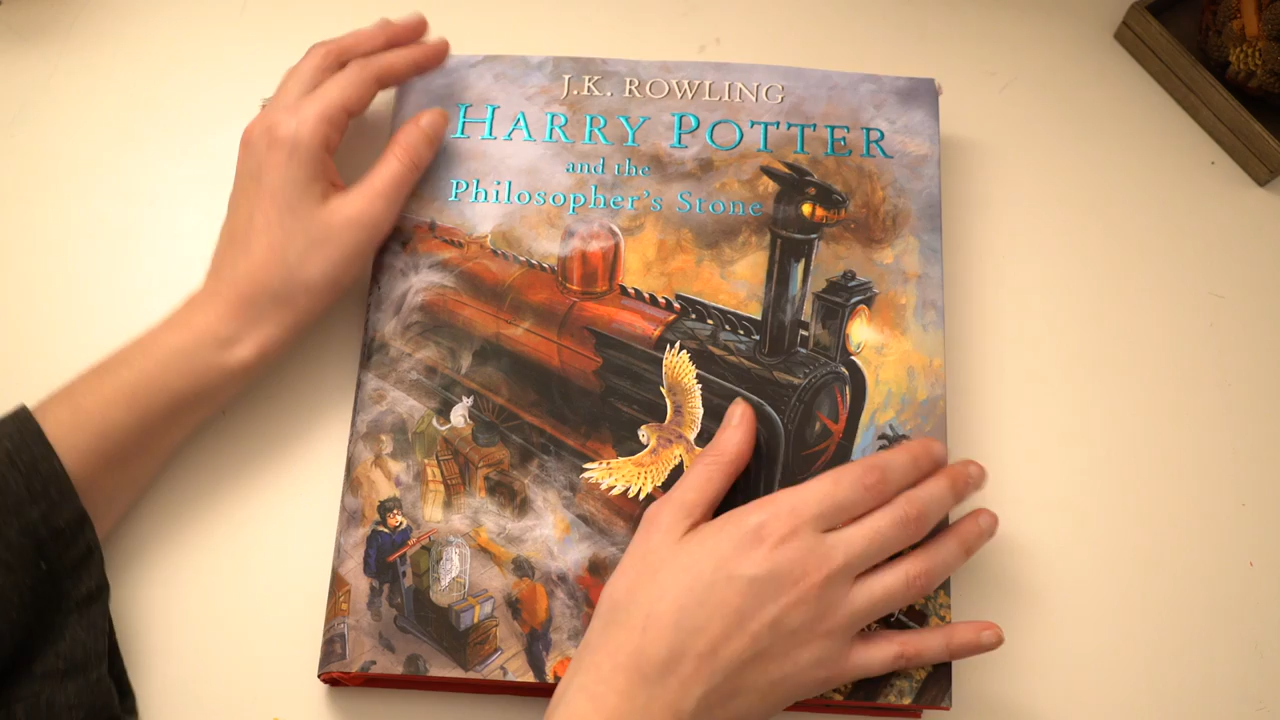 J.K. ROWLING
HARRY POTTER
and the
Philosopher's Stone